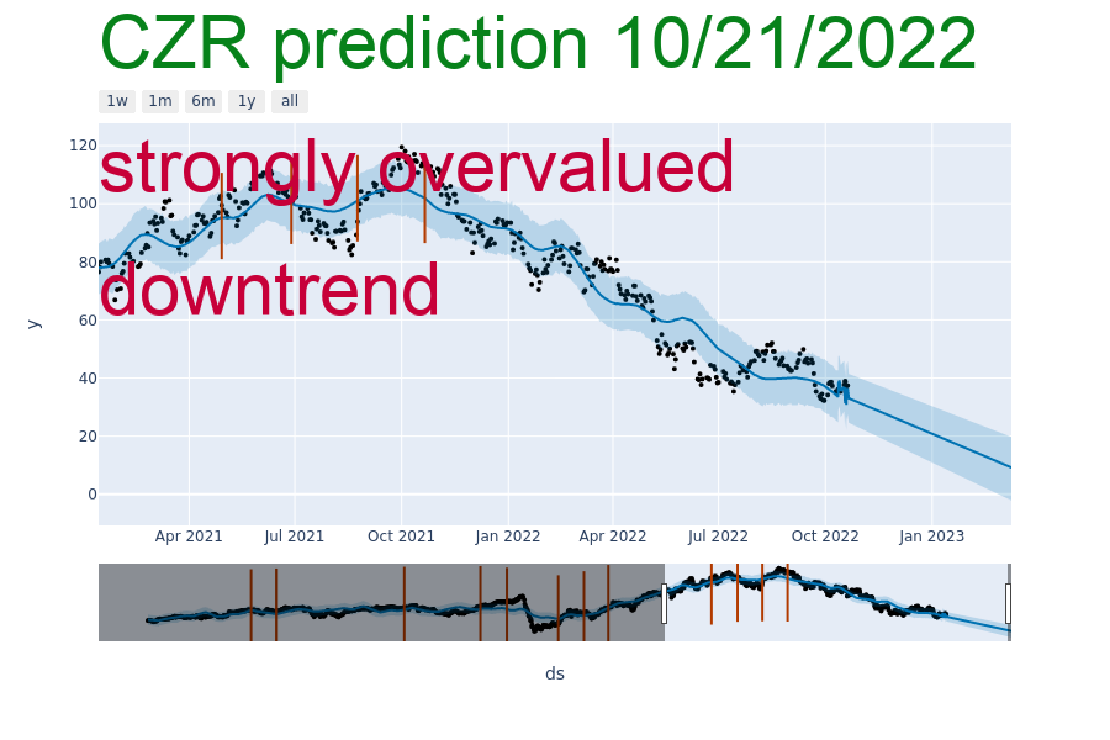 CZR prediction 10/21/2022
1w 1m 6m 1y all
strongly overvalued
downtrend
120
100
80
60
40
20
0
y
Apr 2021 Jul 2021 Oct 2021 Jan 2022 Apr 2022 Jul 2022 Oct 2022 Jan 2023
ds